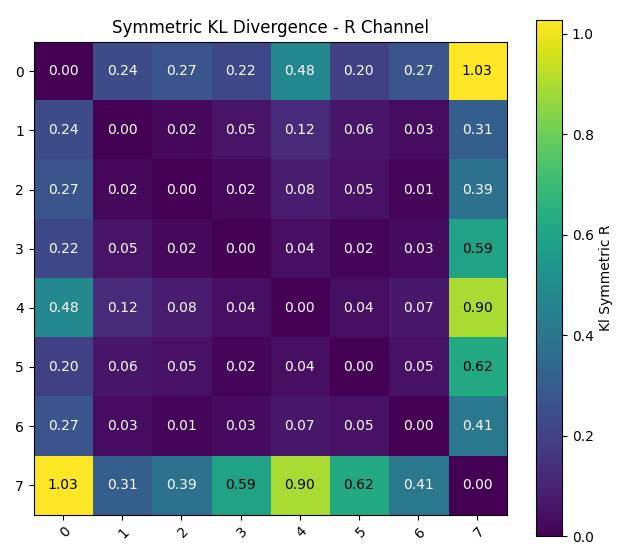 Symmetric KL Divergence - R Channel
0 0.00 0.24 0.27 0.22 0.48 0.20 0.27 1.03
1 0.24 0.00 0.02 0.05 0.12 0.06 0.03 0.31
2 0.27 0.02 0.00 0.02 0.08 0.05 0.01 0.39
3 0.22 0.05 0.02 0.00 0.04 0.02 0.03 0.59
4 0.48 0.12 0.08 0.04 0.00 0.04 0.07 0.90
5 0.20 0.06 0.05 0.02 0.04 0.00 0.05 0.62
6 0.27 0.03 0.01 0.03 0.07 0.05 0.00 0.41
7 1.03 0.31 0.39 0.59 0.90 0.62 0.41 0.00
0 1 2 3 4 5 6 7
1.0
0.8
0.6
0.4
0.2
0.0
Kl Symmetric R